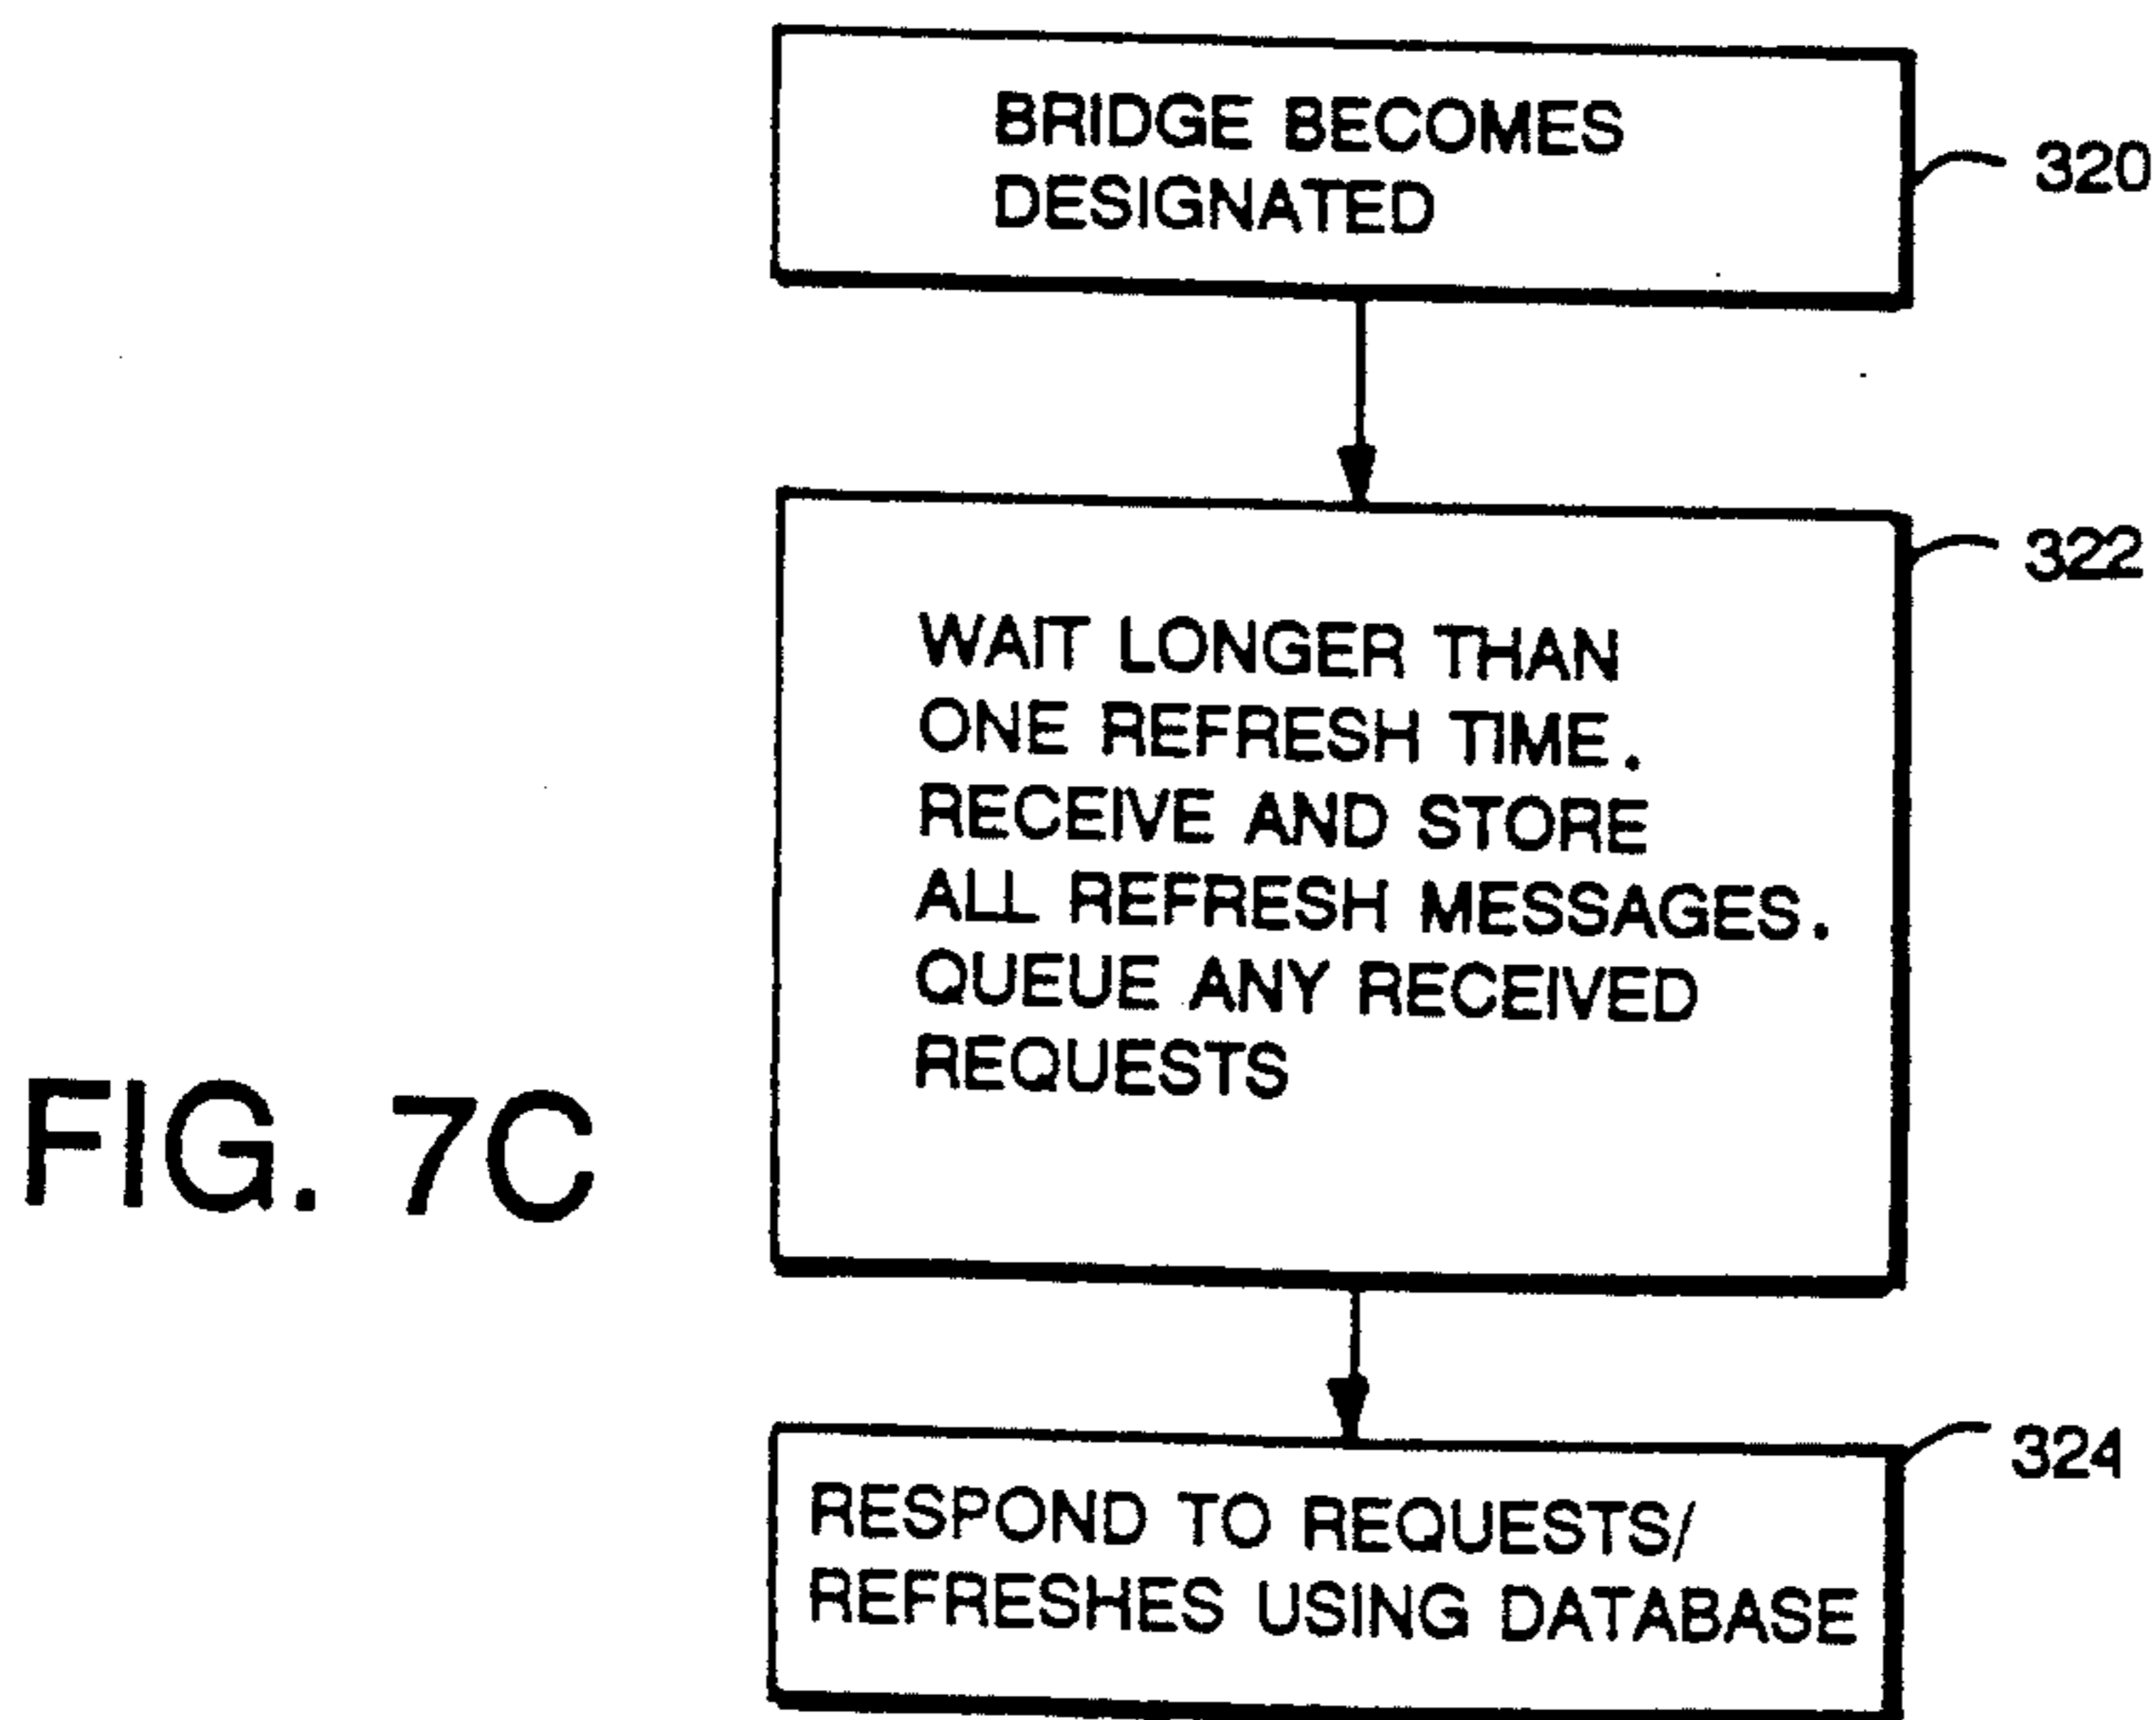 BRIDGE BECOMES
DESIGNATED
320
322
WAIT LONGER THAN
ONE REFRESH TIME.
RECEIVE AND STORE
ALL REFRESH MESSAGES.
QUEUE ANY RECEIVED
REQUESTS
FIG. 7C
324
RESPOND TO REQUESTS/
REFRESHES USING DATABASE